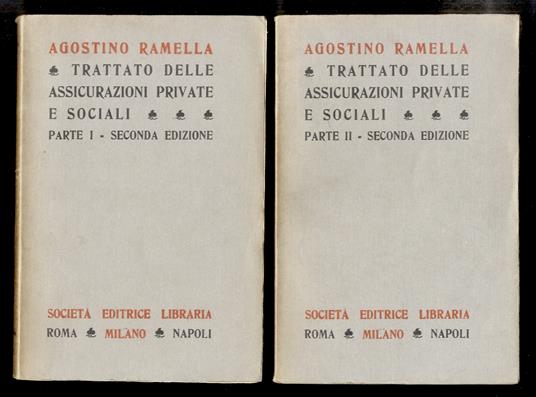 AGOSTINO RAMELLA
TRATTATO DELLE
ASSICURAZIONI PRIVATE
E SOCIALI
PARTE I - SECONDA EDIZIONE
SOCIETÀ EDITRICE LIBRARIA
ROMA MILANO NAPOLI
AGOSTINO RAMELLA
TRATTATO DELLE
ASSICURAZIONI PRIVATE
E SOCIALI
PARTE II - SECONDA EDIZIONE
SOCIETÀ EDITRICE LIBRARIA
ROMA MILANO NAPOLI